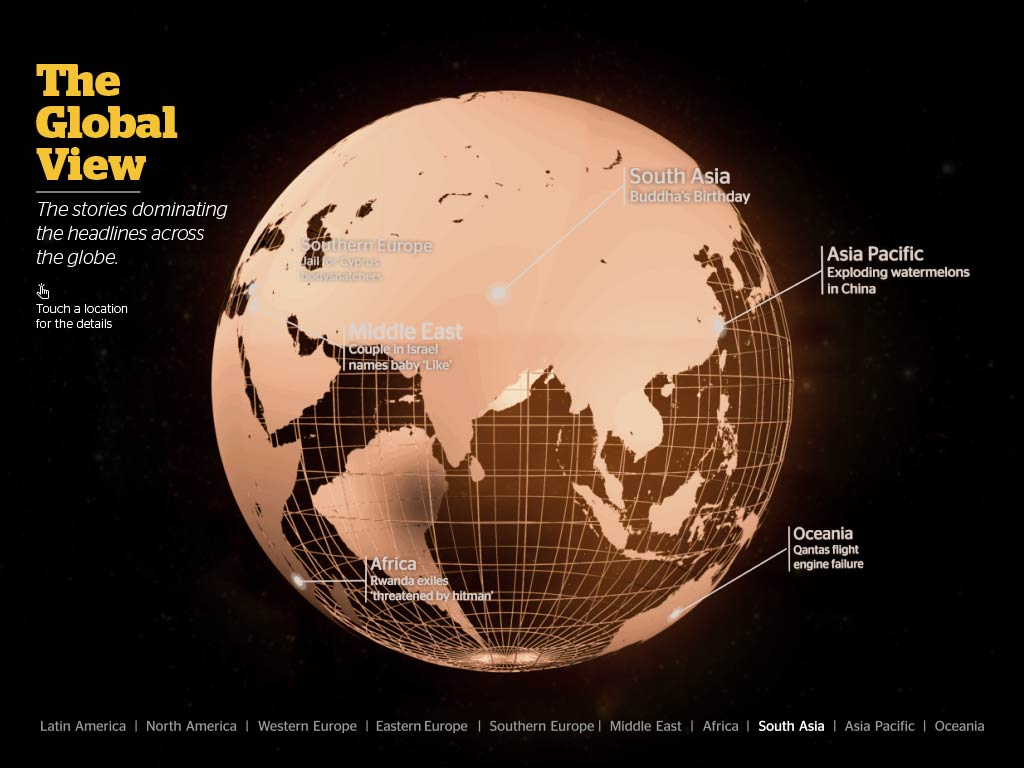 The
Global
View
The stories dominating
the headlines across
the globe.
Touch a location
for the details
South Asia
Buddha's Birthday
Southern Europe
Jail for Cyprus
bodysnatchers
Asia Pacific
Exploding watermelons
in China
Middle East
Couple in Israel
names baby 'Like'
Oceania
Qantas flight
engine failure
Africa
Rwanda exiles
'threatened by hitman'
Latin America | North America | Western Europe | Eastern Europe | Southern Europe | Middle East | Africa | South Asia | Asia Pacific | Oceania